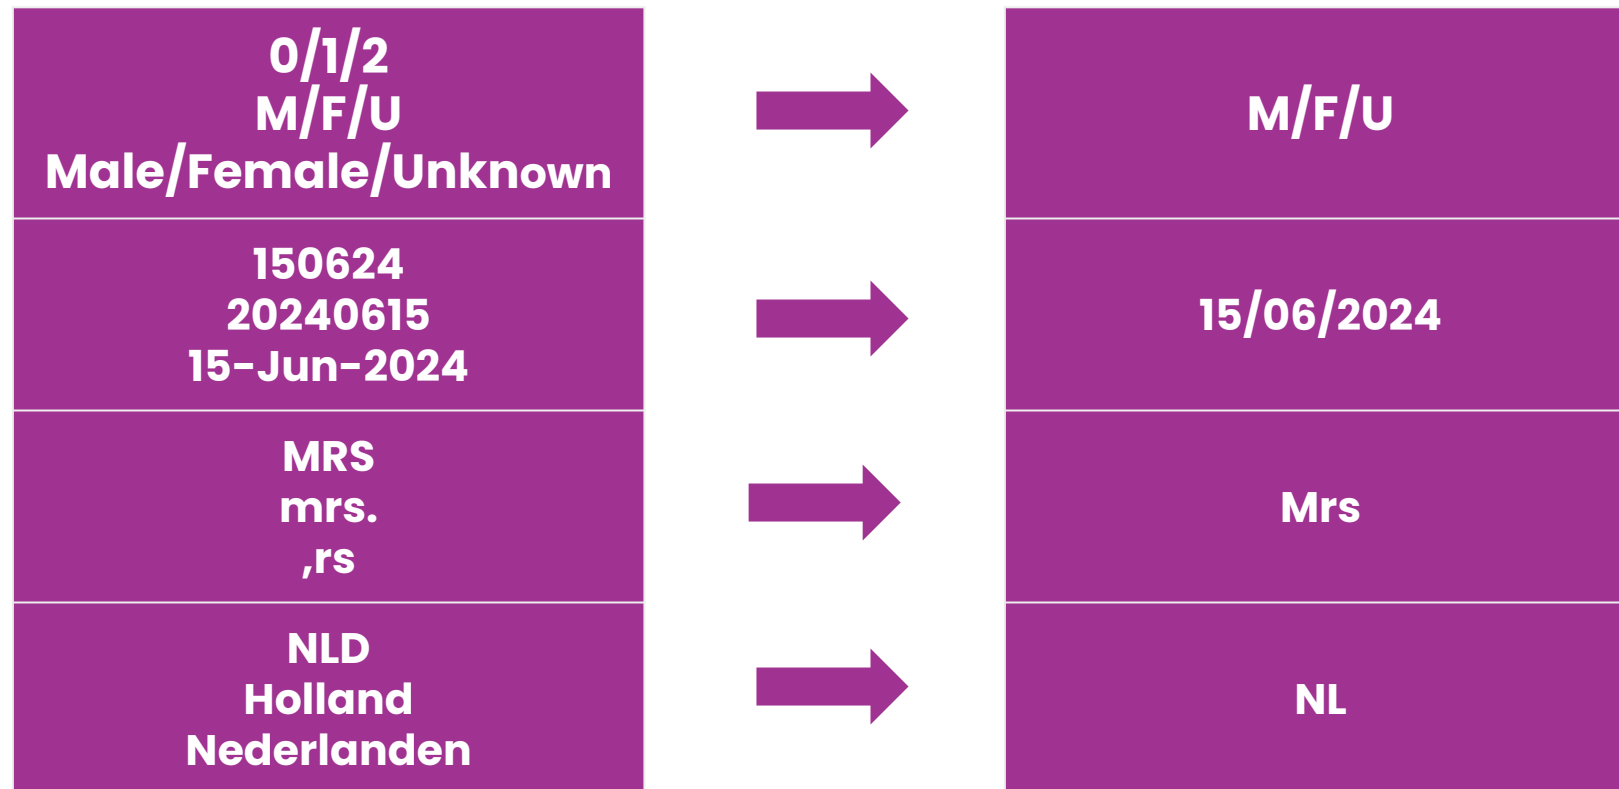 0/1/2
M/F/U
Male/Female/Unknown
M/F/U
150624
20240615
15-Jun-2024
15/06/2024
MRS
mrs.
,rs
Mrs
NLD
Holland
Nederlanden
NL